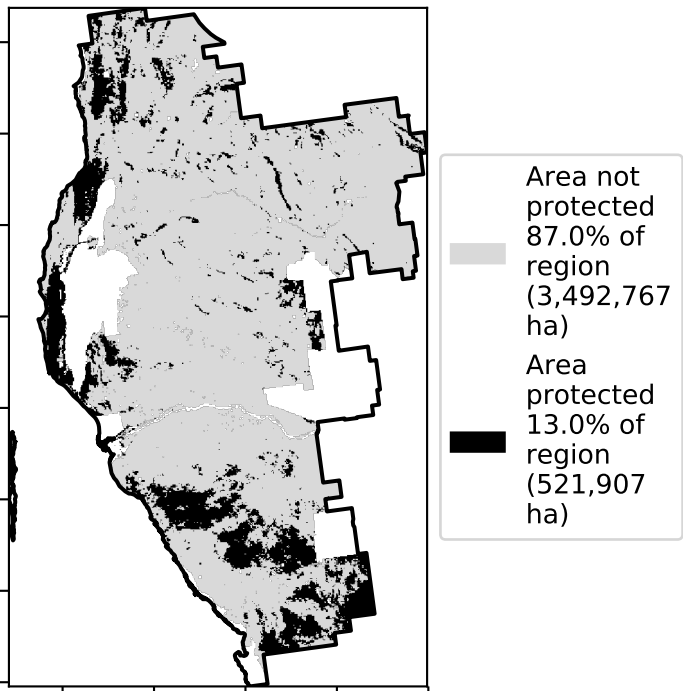 Area not
protected
87.0% of
region
(3,492,767
ha)
Area
protected
13.0% of
region
(521,907
ha)